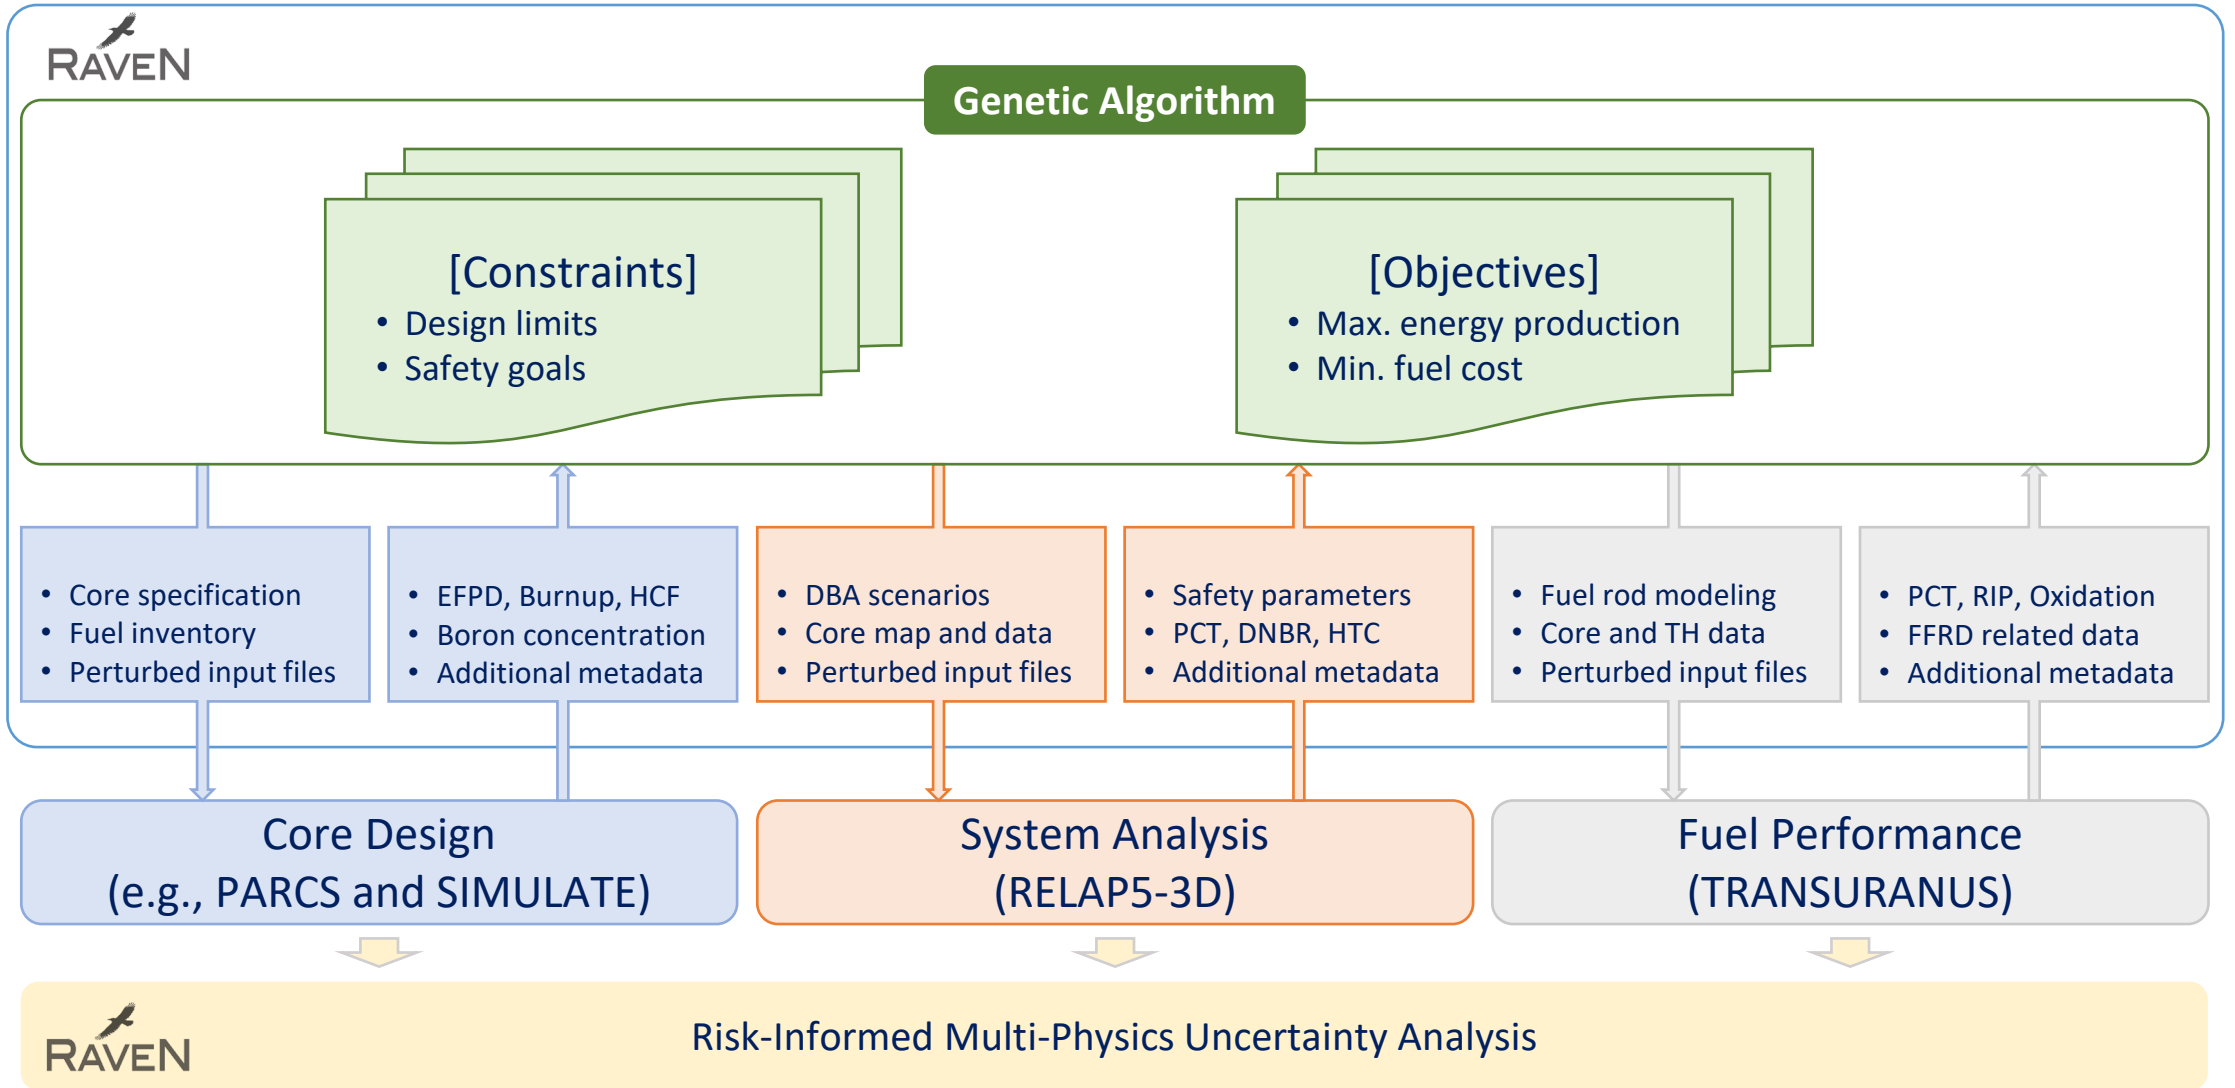 RAVEN
Genetic Algorithm
[Constraints]
• Design limits
• Safety goals
[Objectives]
• Max. energy production
• Min. fuel cost
• Core specification
• Fuel inventory
• Perturbed input files
• EFPD, Burnup, HCF
• Boron concentration
• Additional metadata
• DBA scenarios
• Core map and data
• Perturbed input files
• Safety parameters
• PCT, DNBR, HTC
• Additional metadata
• Fuel rod modeling
• Core and TH data
• Perturbed input files
• PCT, RIP, Oxidation
• FFRD related data
• Additional metadata
Core Design
(e.g., PARCS and SIMULATE)
System Analysis
(RELAP5-3D)
Fuel Performance
(TRANSURANUS)
RAVEN
Risk-Informed Multi-Physics Uncertainty Analysis